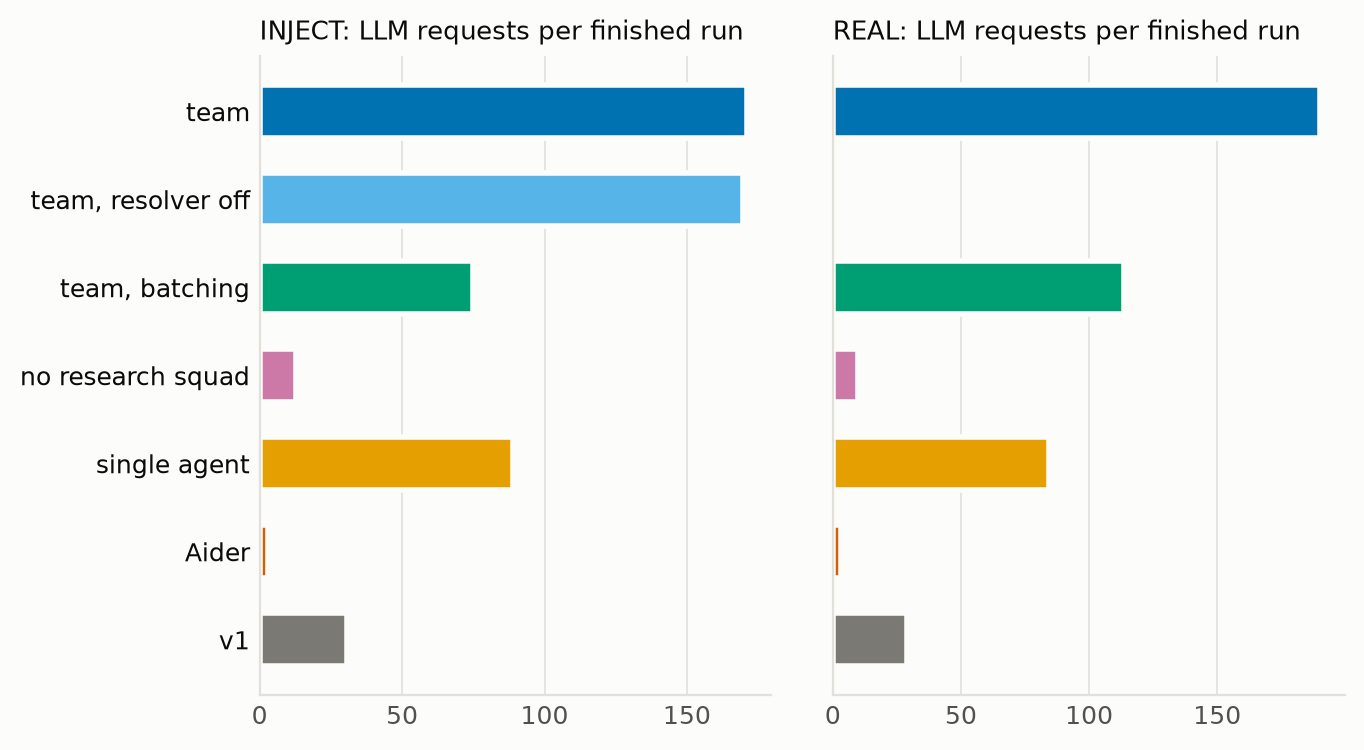 INJECT: LLM requests per finished run
REAL: LLM requests per finished run
team
team, resolver off
team, batching
no research squad
single agent
Aider
v1
0 50 100 150
0 50 100 150